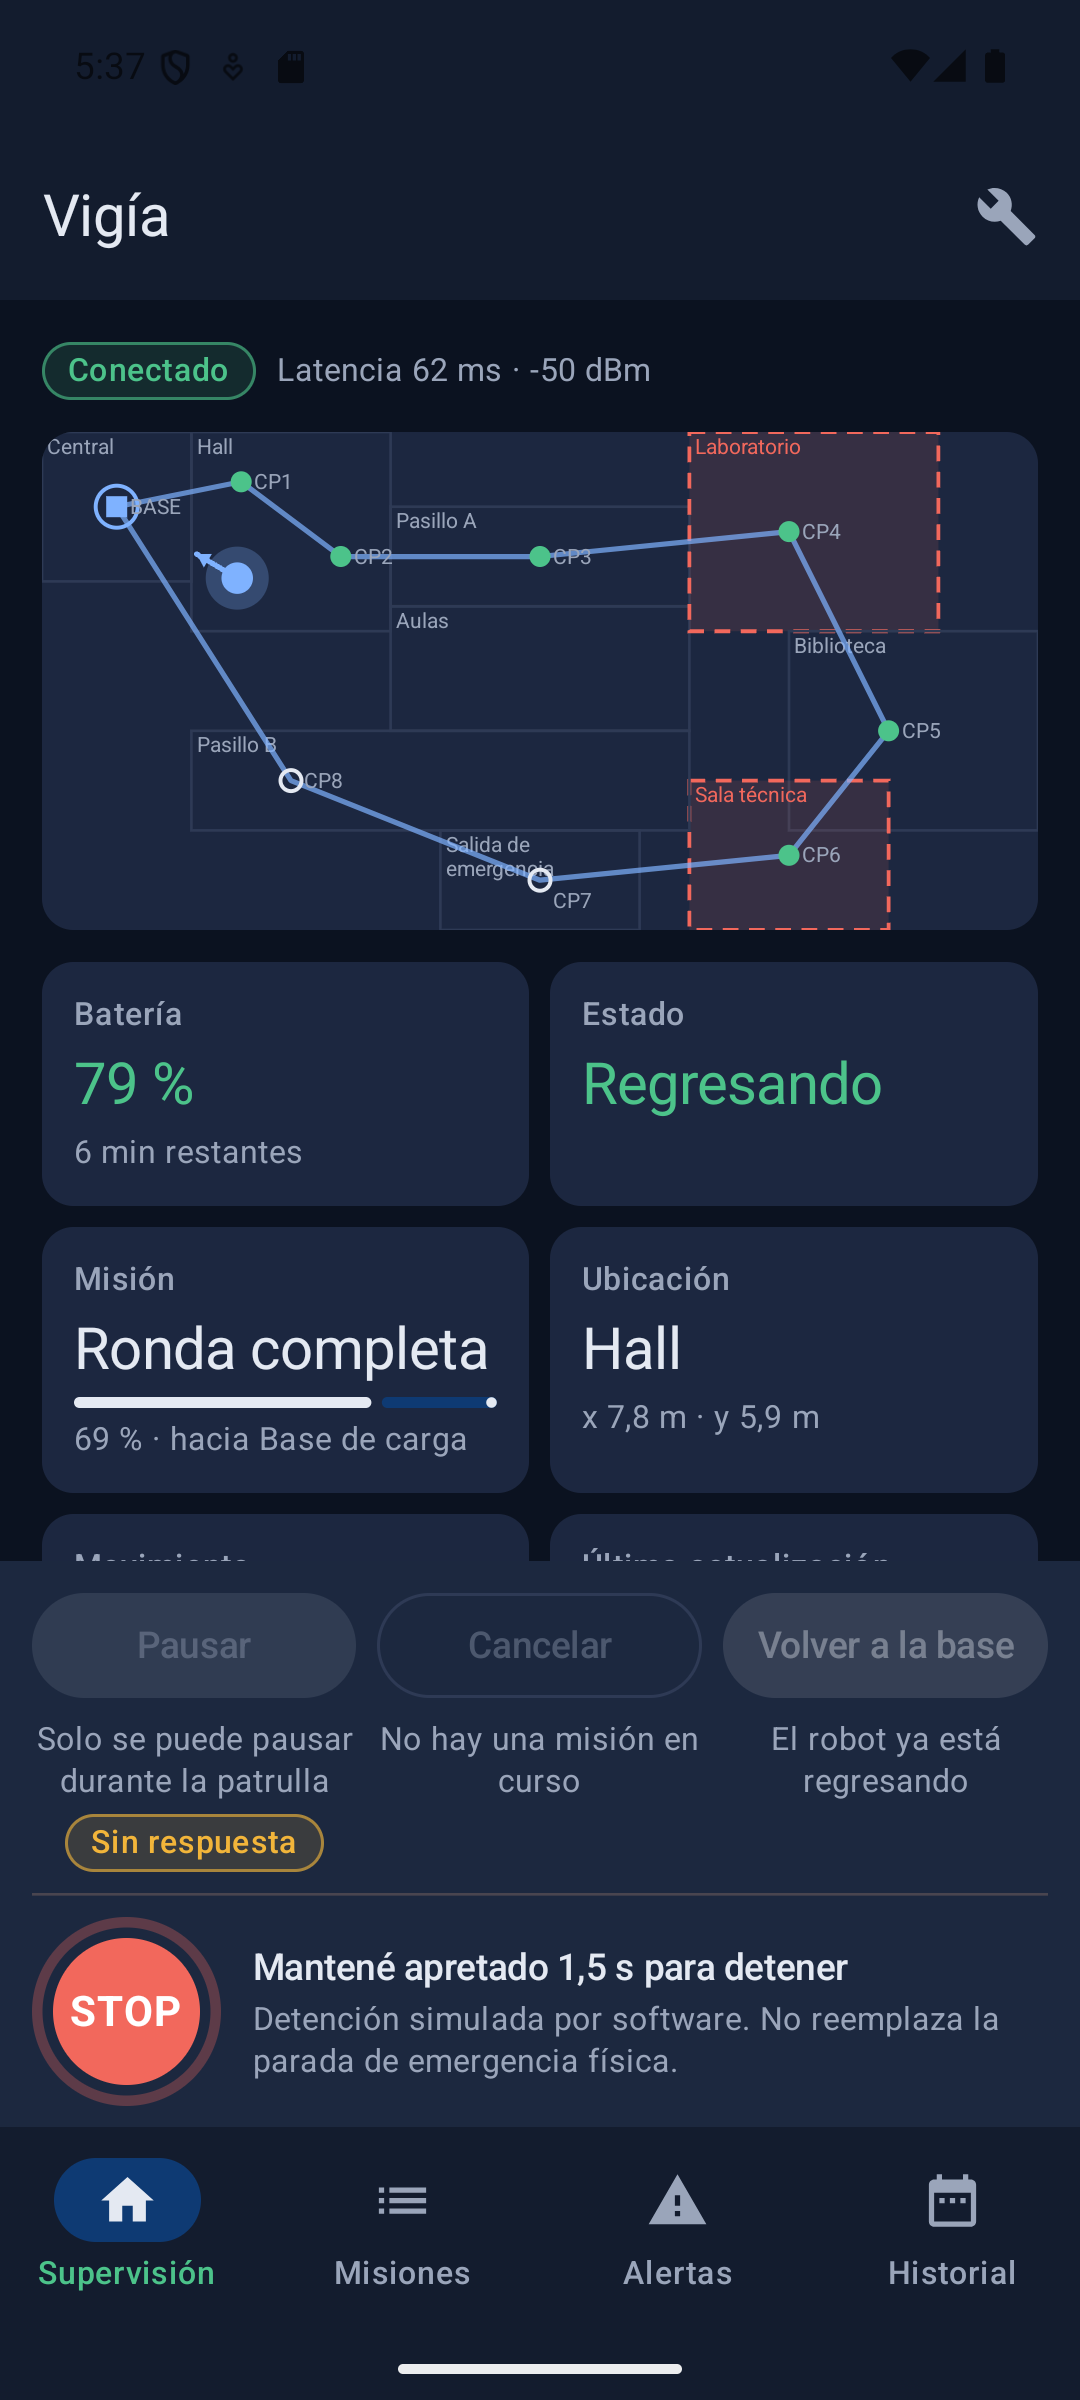 5:37
Vigía
Conectado
Latencia 62 ms · -50 dBm
Central
Hall
Laboratorio
CP1
BASE
Pasillo A
CP4
CP2
CP3
Aulas
Biblioteca
CP5
Pasillo B
CP8
Sala técnica
Salida de
emergencia
CP6
CP7
Batería
79 %
6 min restantes
Estado
Regresando
Misión
Ronda completa
69 % · hacia Base de carga
Ubicación
Hall
x 7,8 m · y 5,9 m
Movimiento
Última actualización
Pausar
Cancelar
Volver a la base
Solo se puede pausar
durante la patrulla
No hay una misión en
curso
El robot ya está
regresando
Sin respuesta
STOP
Mantené apretado 1,5 s para detener
Detención simulada por software. No reemplaza la
parada de emergencia física.
Supervisión
Misiones
Alertas
Historial